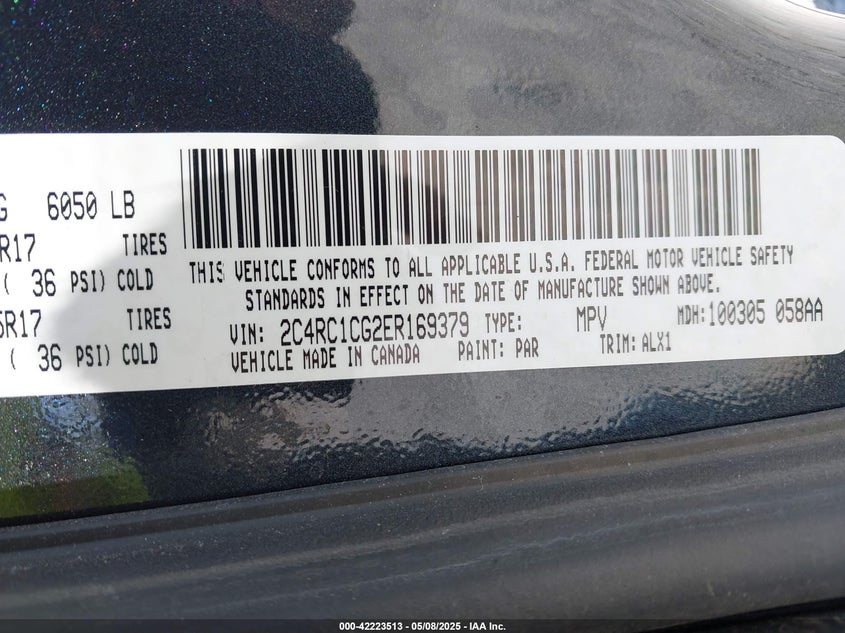 G 6050 LB
R17 TIRES
( 36 PSI) COLD
5R17 TIRES
( 36 PSI) COLD
THIS VEHICLE CONFORMS TO ALL APPLICABLE U.S.A. FEDERAL MOTOR VEHICLE SAFETY
STANDARDS IN EFFECT ON THE DATE OF MANUFACTURE SHOWN ABOVE.
VIN: 2C4RC1CG2ER169379 TYPE: MPV MDH:100305 058AA
VEHICLE MADE IN CANADA PAINT: PAR TRIM: ALX1
000-42223513 - 05/08/2025 - IAA Inc.